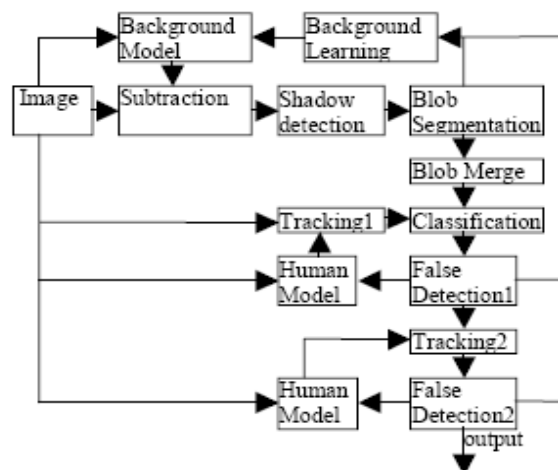 Background
Model
Background
Learning
Image
Subtraction
Shadow
detection
Blob
Segmentation
Blob Merge
Tracking1
Classification
Human
Model
False
Detection1
Tracking2
Human
Model
False
Detection2
output